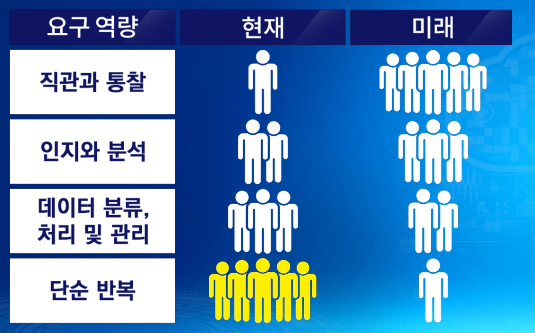 요구 역량 현재 미래
직관과 통찰
인지와 분석
데이터 분류,
처리 및 관리
단순 반복